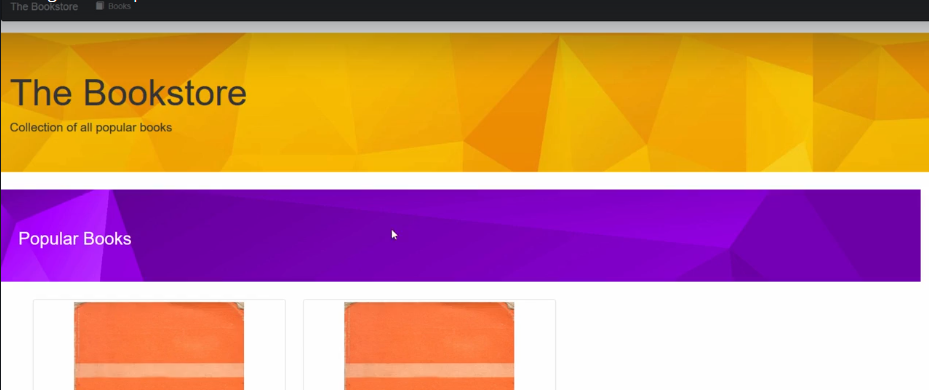 The Bookstore Books
The Bookstore
Collection of all popular books
Popular Books